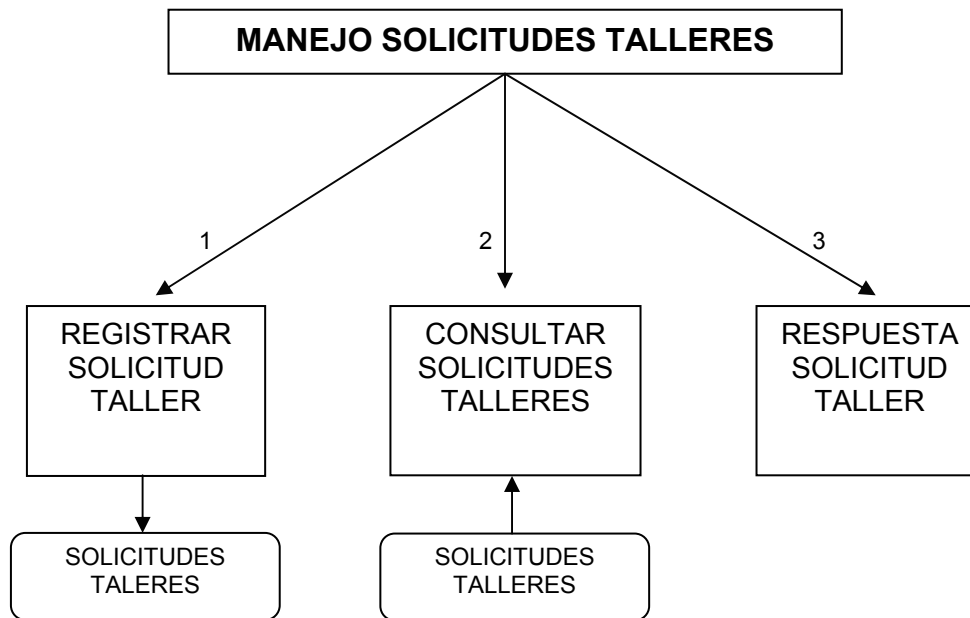 MANEJO SOLICITUDES TALLERES
1
2
3
REGISTRAR
SOLICITUD
TALLER
CONSULTAR
SOLICITUDES
TALLERES
RESPUESTA
SOLICITUD
TALLER
SOLICITUDES
TALERES
SOLICITUDES
TALLERES